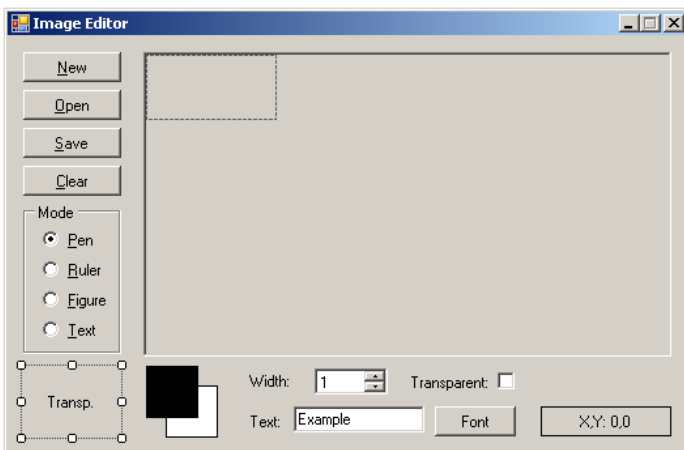 Image Editor
New
Open
Save
Clear
Mode
Pen
Ruler
Figure
Text
Transp.
Width: 1 Transparent:
Text: Example Font X,Y: 0,0